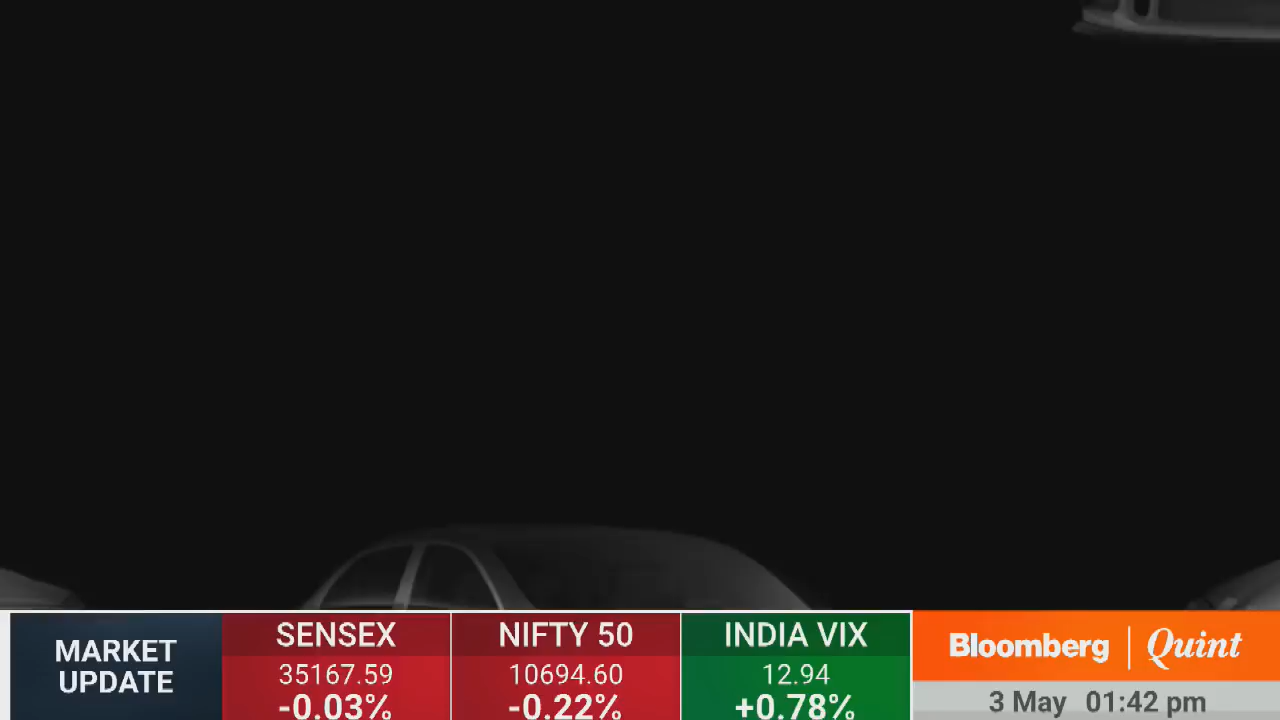 MARKET
UPDATE
SENSEX
35167.59
-0.03%
NIFTY 50
10694.60
-0.22%
INDIA VIX
12.94
+0.78%
Bloomberg | Quint
3 May 01:42 pm